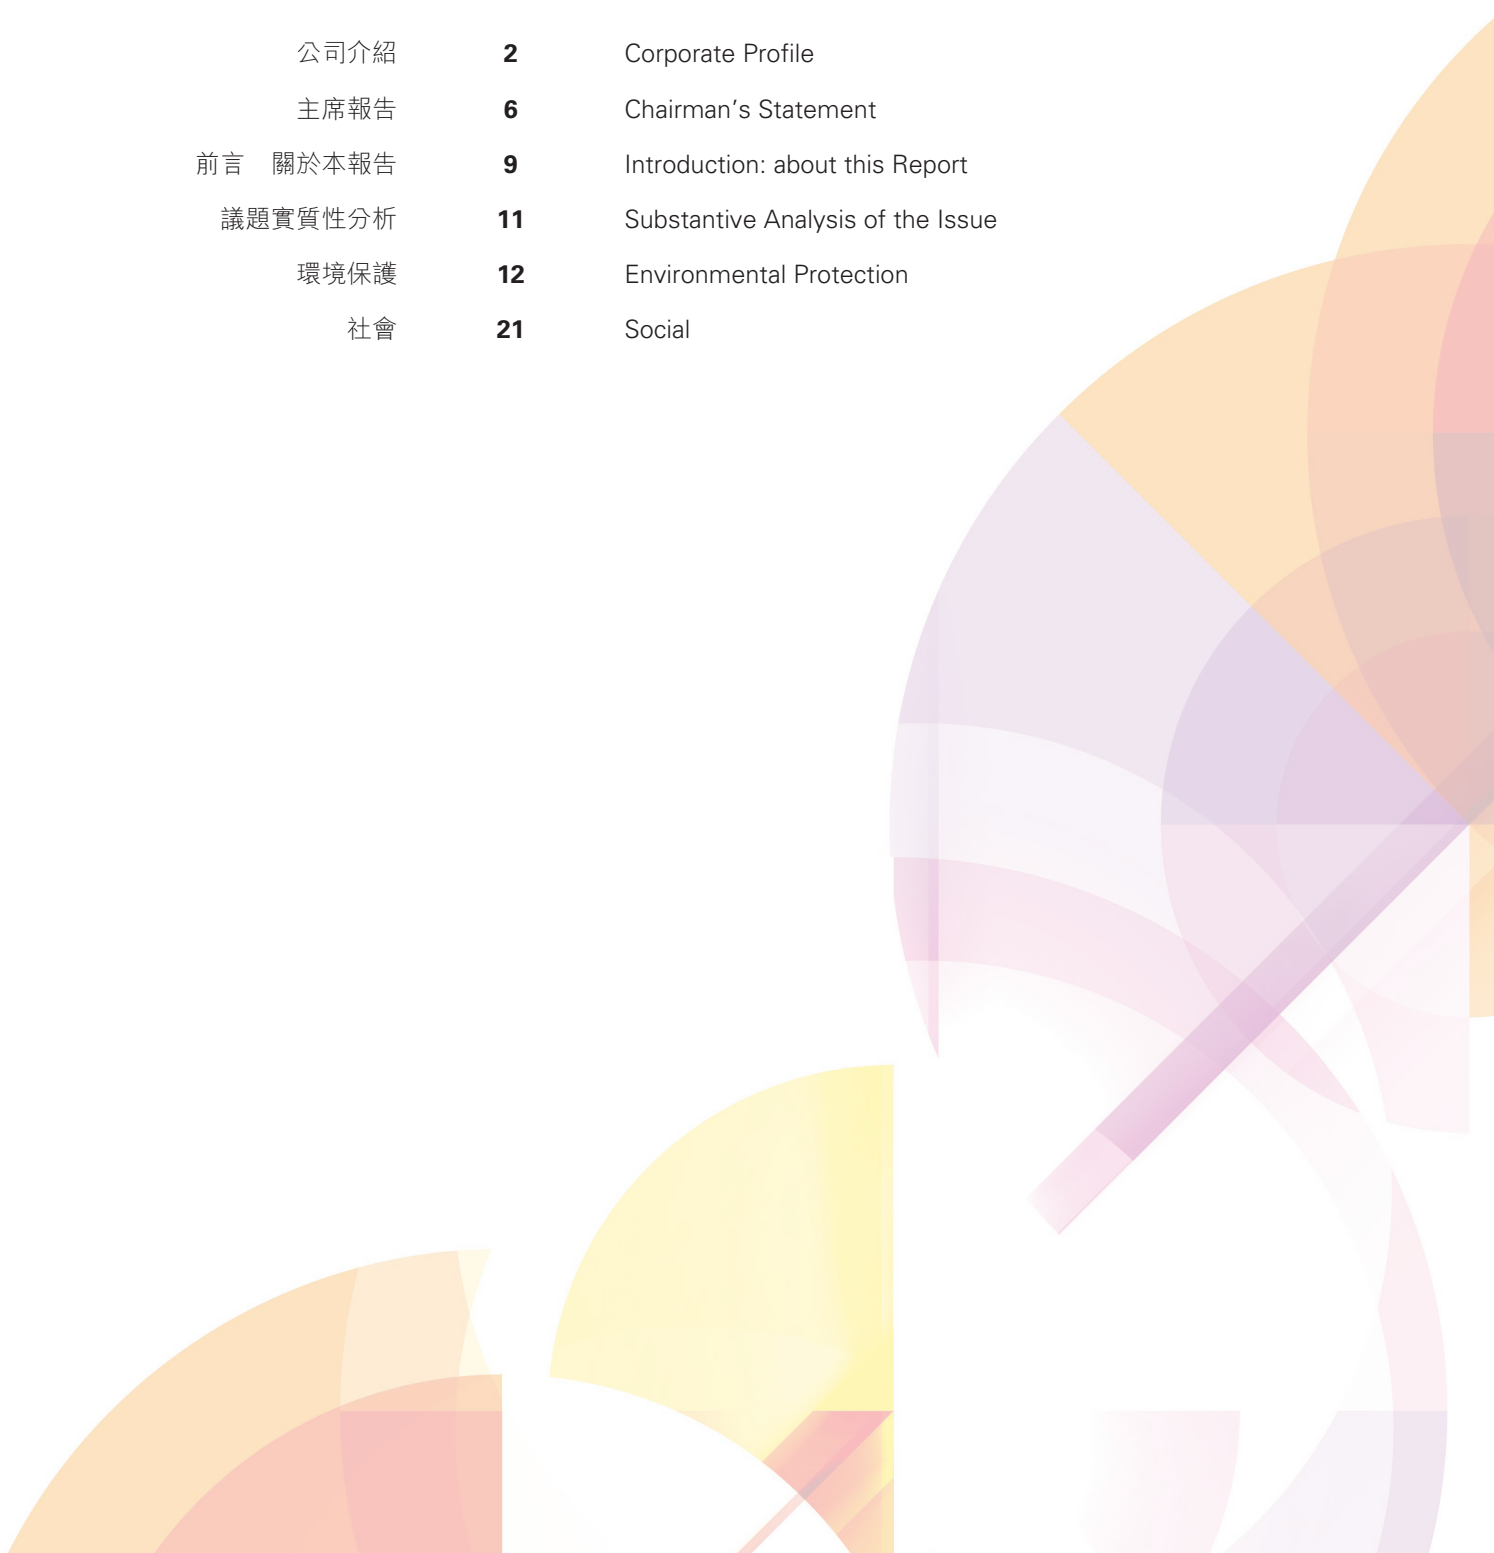 公司介紹 2 Corporate Profile
主席報告 6 Chairman’s Statement
前言　關於本報告 9 Introduction: about this Report
議題實質性分析 11 Substantive Analysis of the Issue
環境保護 12 Environmental Protection
社會 21 Social